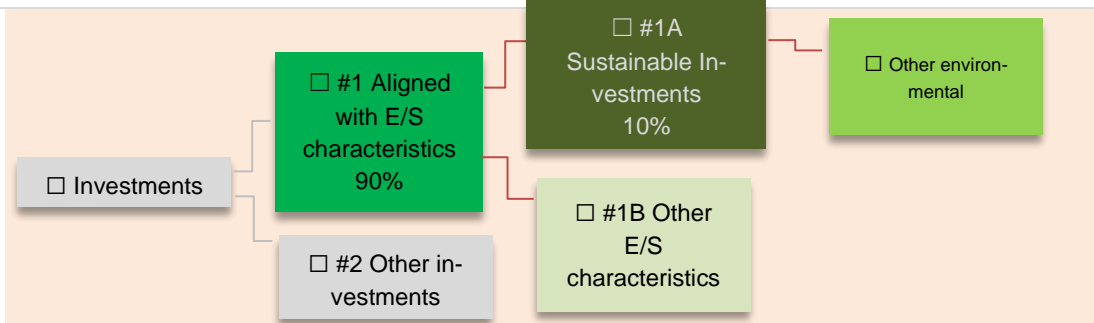 ☐ Investments
☐ #1 Aligned
with E/S
characteristics
90%
☐ #2 Other in-
vestments
☐ #1A
Sustainable In-
vestments
10%
☐ #1B Other
E/S
characteristics
☐ Other environ-
mental